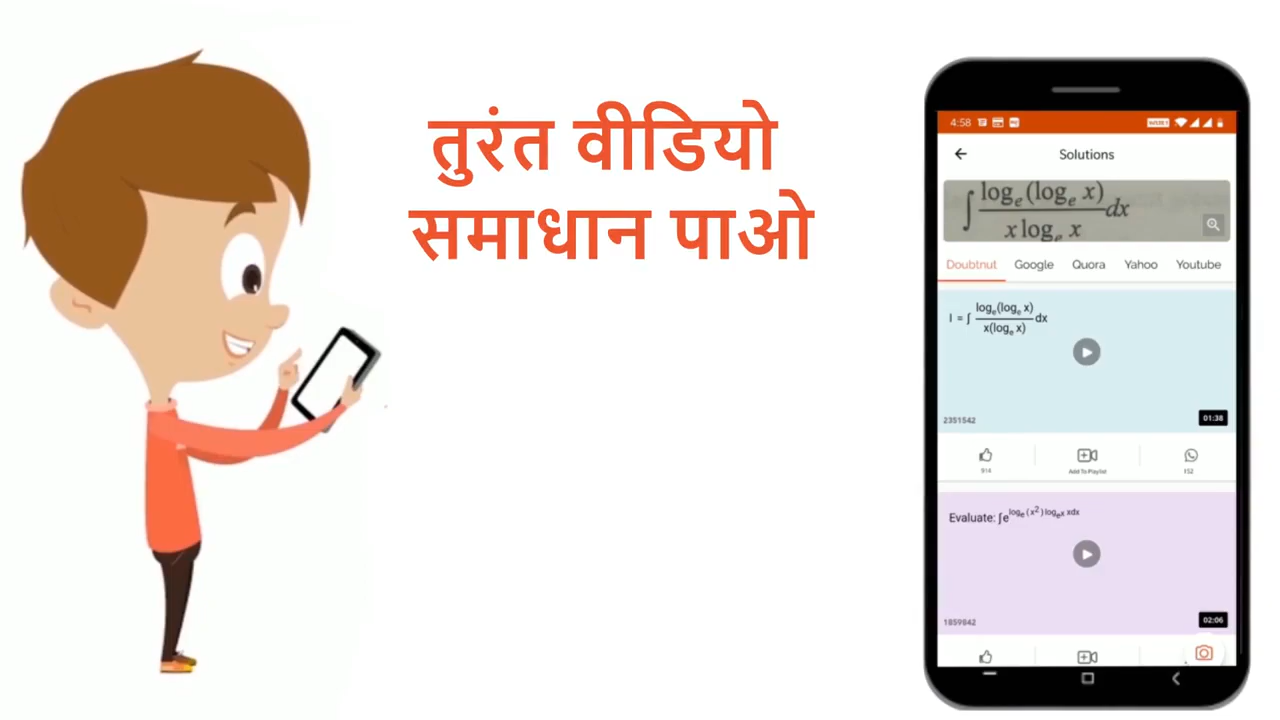 तुरंत वीडियो
समाधान पाओ
4:58
Solutions
∫ logₑ(logₑ x) / x logₑ x dx
Doubtnut Google Quora Yahoo Youtube
I = ∫ logₑ(logₑ x) / x(logₑ x) dx
2351542 01:38
914 Add To Playlist 152
Evaluate: ∫e^logₑ(x²) logₑx xdx
1859842 02:06